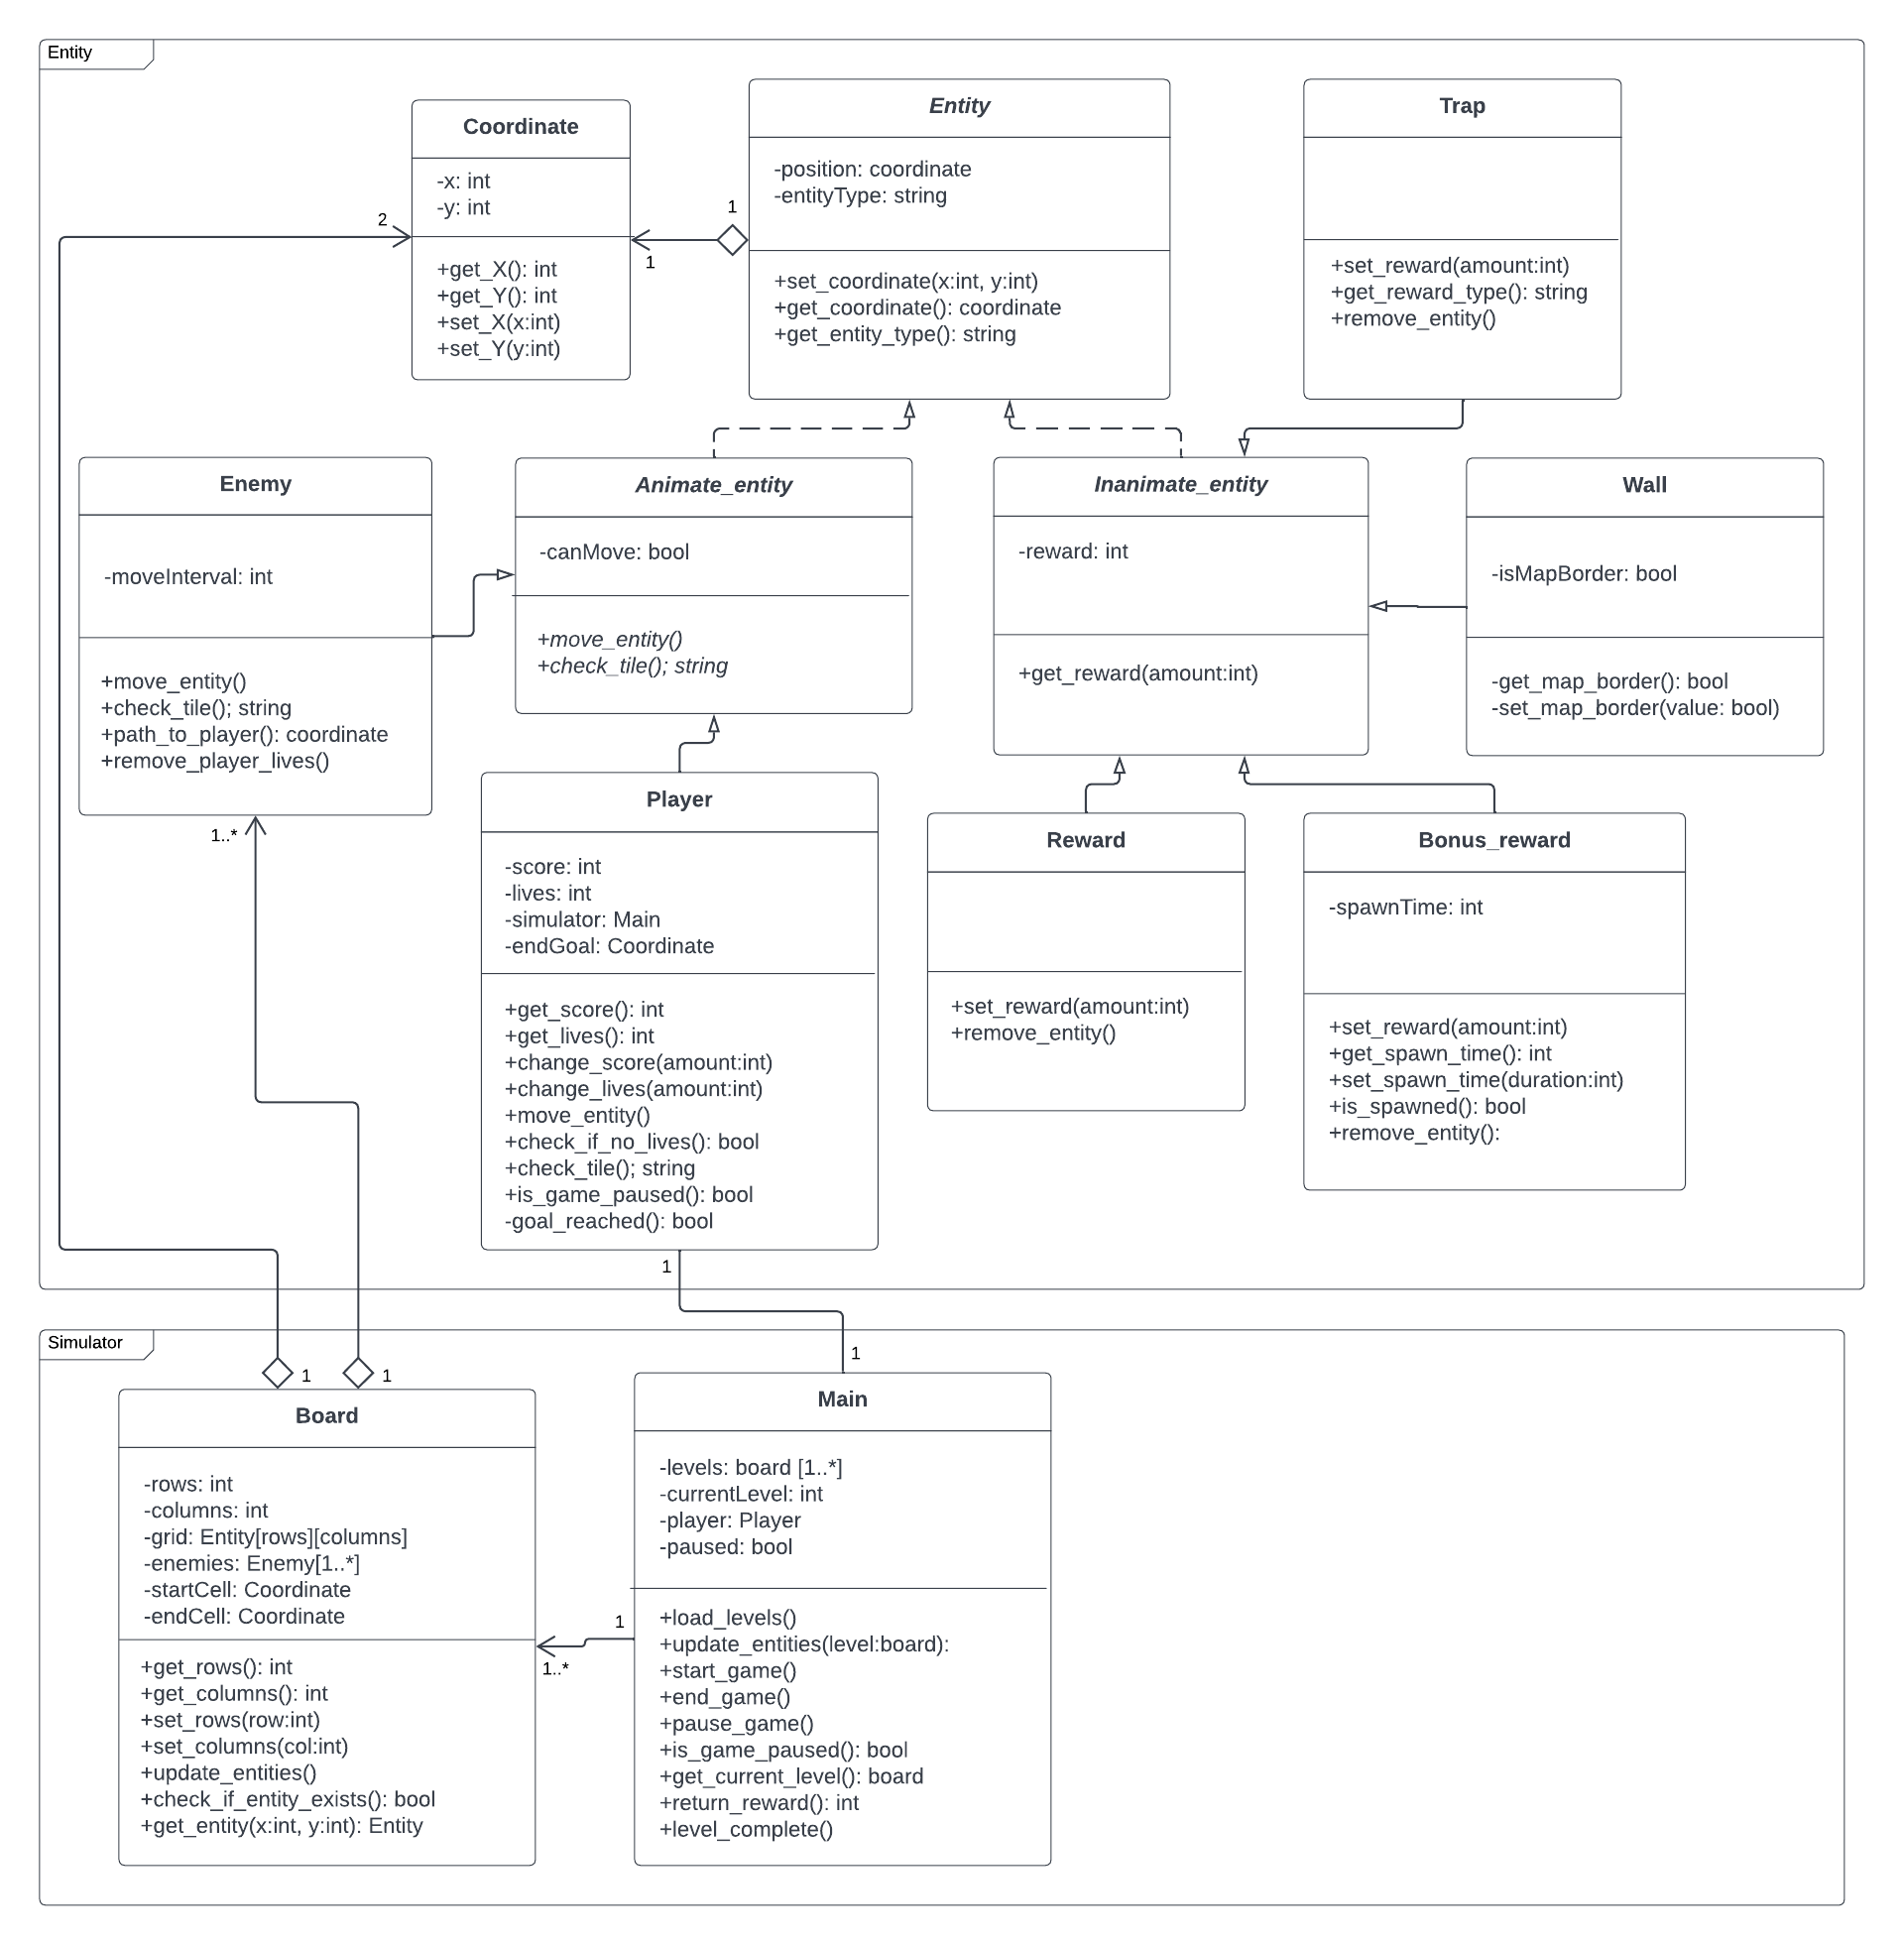 Entity
Coordinate
-x: int
-y: int
+get_X(): int
+get_Y(): int
+set_X(x:int)
+set_Y(y:int)
2
1
1
Entity
-position: coordinate
-entityType: string
+set_coordinate(x:int, y:int)
+get_coordinate(): coordinate
+get_entity_type(): string
Trap
+set_reward(amount:int)
+get_reward_type(): string
+remove_entity()
Enemy
-moveInterval: int
+move_entity()
+check_tile(); string
+path_to_player(): coordinate
+remove_player_lives()
1..*
Animate_entity
-canMove: bool
+move_entity()
+check_tile(); string
Inanimate_entity
-reward: int
+get_reward(amount:int)
Wall
-isMapBorder: bool
-get_map_border(): bool
-set_map_border(value: bool)
Player
-score: int
-lives: int
-simulator: Main
-endGoal: Coordinate
+get_score(): int
+get_lives(): int
+change_score(amount:int)
+change_lives(amount:int)
+move_entity()
+check_if_no_lives(): bool
+check_tile(); string
+is_game_paused(): bool
-goal_reached(): bool
1
Reward
+set_reward(amount:int)
+remove_entity()
Bonus_reward
-spawnTime: int
+set_reward(amount:int)
+get_spawn_time(): int
+set_spawn_time(duration:int)
+is_spawned(): bool
+remove_entity():
Simulator
1
1
1
Board
-rows: int
-columns: int
-grid: Entity[rows][columns]
-enemies: Enemy[1..*]
-startCell: Coordinate
-endCell: Coordinate
+get_rows(): int
+get_columns(): int
+set_rows(row:int)
+set_columns(col:int)
+update_entities()
+check_if_entity_exists(): bool
+get_entity(x:int, y:int): Entity
1
1..*
Main
-levels: board [1..*]
-currentLevel: int
-player: Player
-paused: bool
+load_levels()
+update_entities(level:board):
+start_game()
+end_game()
+pause_game()
+is_game_paused(): bool
+get_current_level(): board
+return_reward(): int
+level_complete()